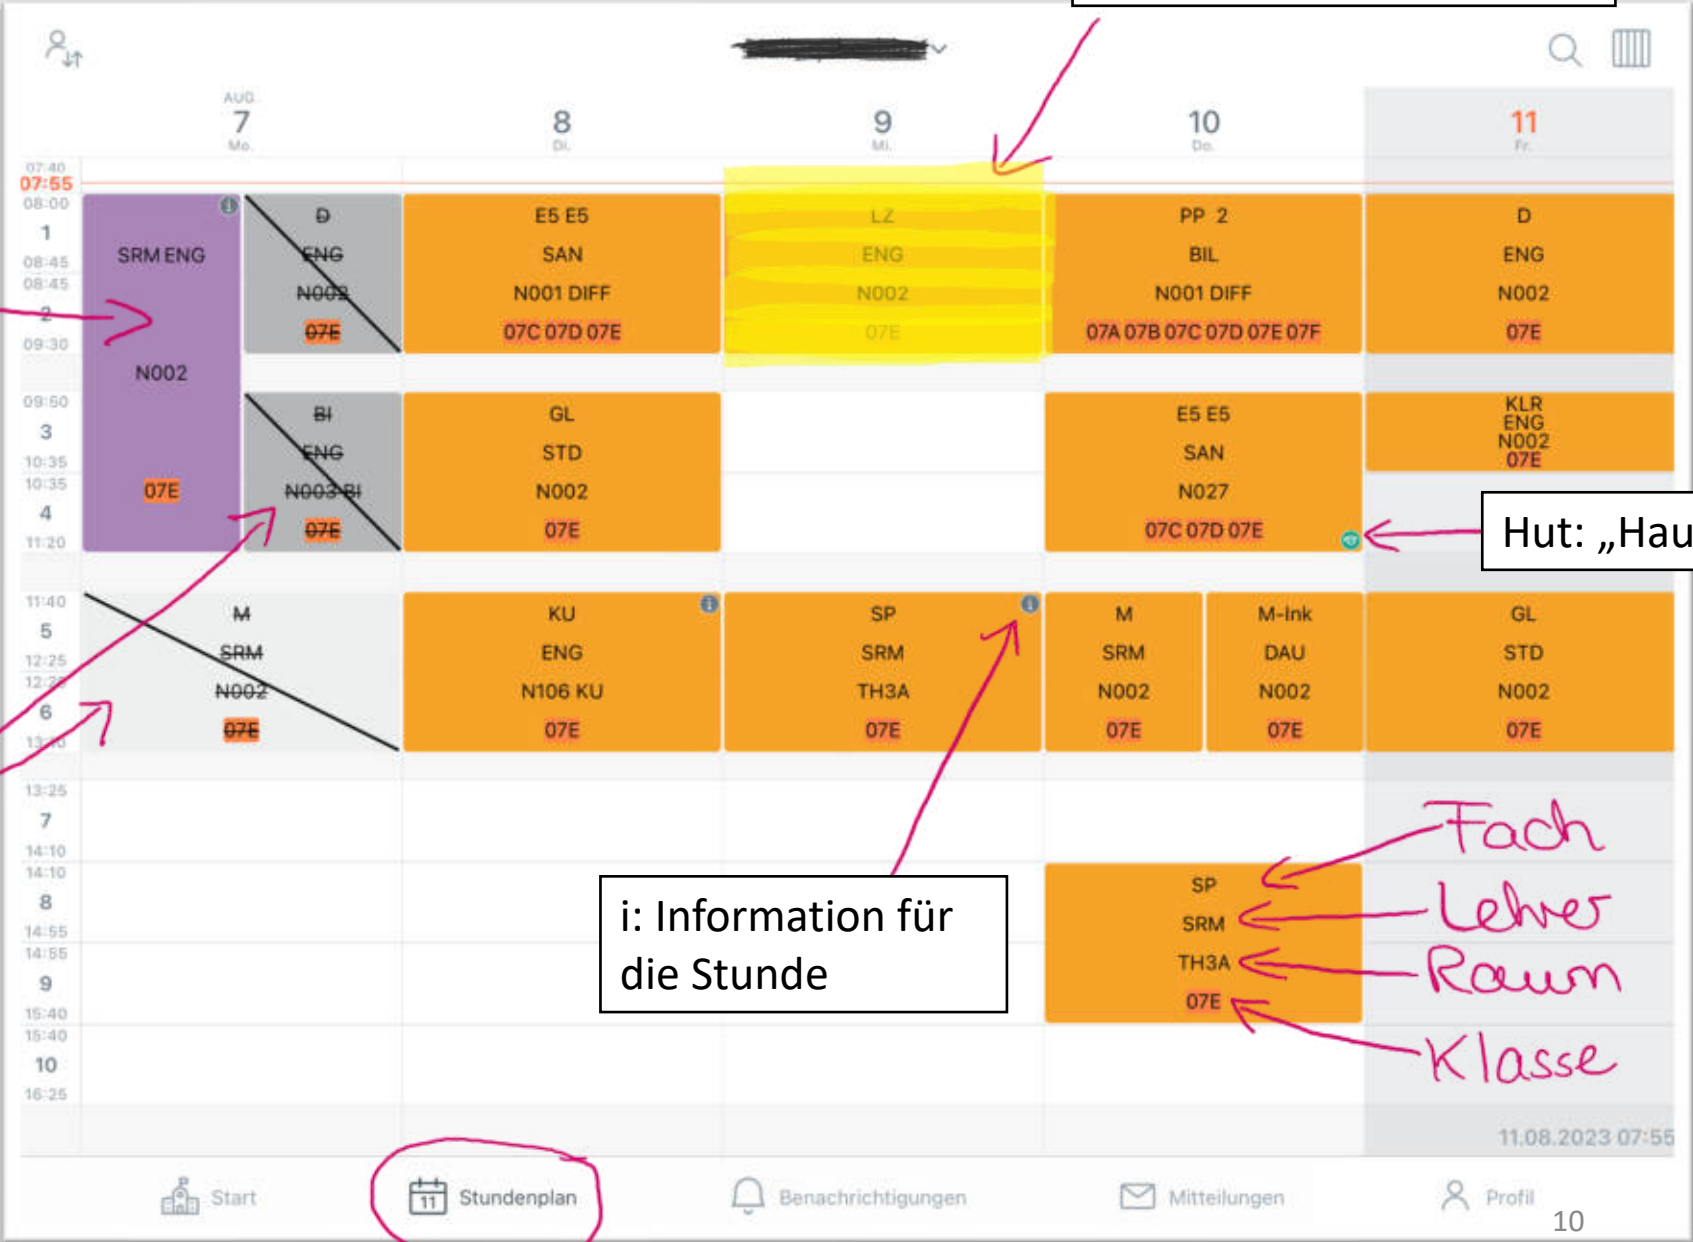 AUG.
7
Mo.
8
Di.
9
Mi.
10
Do.
11
Fr.
07:40
07:55
08:00
1
08:45
08:45
2
09:30
09:50
3
10:35
10:35
4
11:20
11:40
5
12:25
6
13:25
7
14:10
14:10
8
14:55
14:55
9
15:40
15:40
10
16:25
SRM ENG
N002
07E
D
ENG
N002
07E
BI
ENG
N003 BI
07E
M
SRM
N002
07E
E5 E5
SAN
N001 DIFF
07C 07D 07E
GL
STD
N002
07E
KU
ENG
N106 KU
07E
LZ
ENG
N002
07E
SP
SRM
TH3A
07E
PP 2
BIL
N001 DIFF
07A 07B 07C 07D 07E 07F
E5 E5
SAN
N027
07C 07D 07E
M
SRM
N002
07E
M-Ink
DAU
N002
07E
SP
SRM
TH3A
07E
D
ENG
N002
07E
KLR
ENG
N002
07E
GL
STD
N002
07E
Hut: „Hau
i: Information für
die Stunde
Fach
Lehrer
Raum
Klasse
11.08.2023 07:55
Start
11
Stundenplan
Benachrichtigungen
Mitteilungen
Profil
10